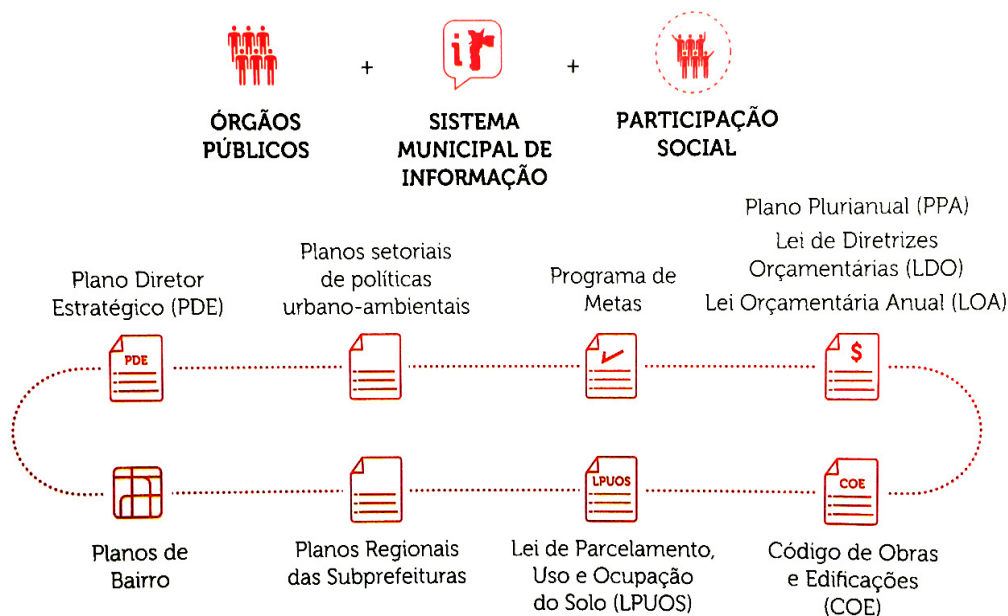 +
+
ÓRGÃOS
PÚBLICOS
SISTEMA
MUNICIPAL DE
INFORMAÇÃO
PARTICIPAÇÃO
SOCIAL
Plano Diretor
Estratégico (PDE)
Planos setoriais
de políticas
urbano-ambientais
Programa de
Metas
Plano Plurianual (PPA)
Lei de Diretrizes
Orçamentárias (LDO)
Lei Orçamentária Anual (LOA)
PDE
$
LPUOS
COE
Planos de
Bairro
Planos Regionais
das Subprefeituras
Lei de Parcelamento,
Uso e Ocupação
do Solo (LPUOS)
Código de Obras
e Edificações
(COE)